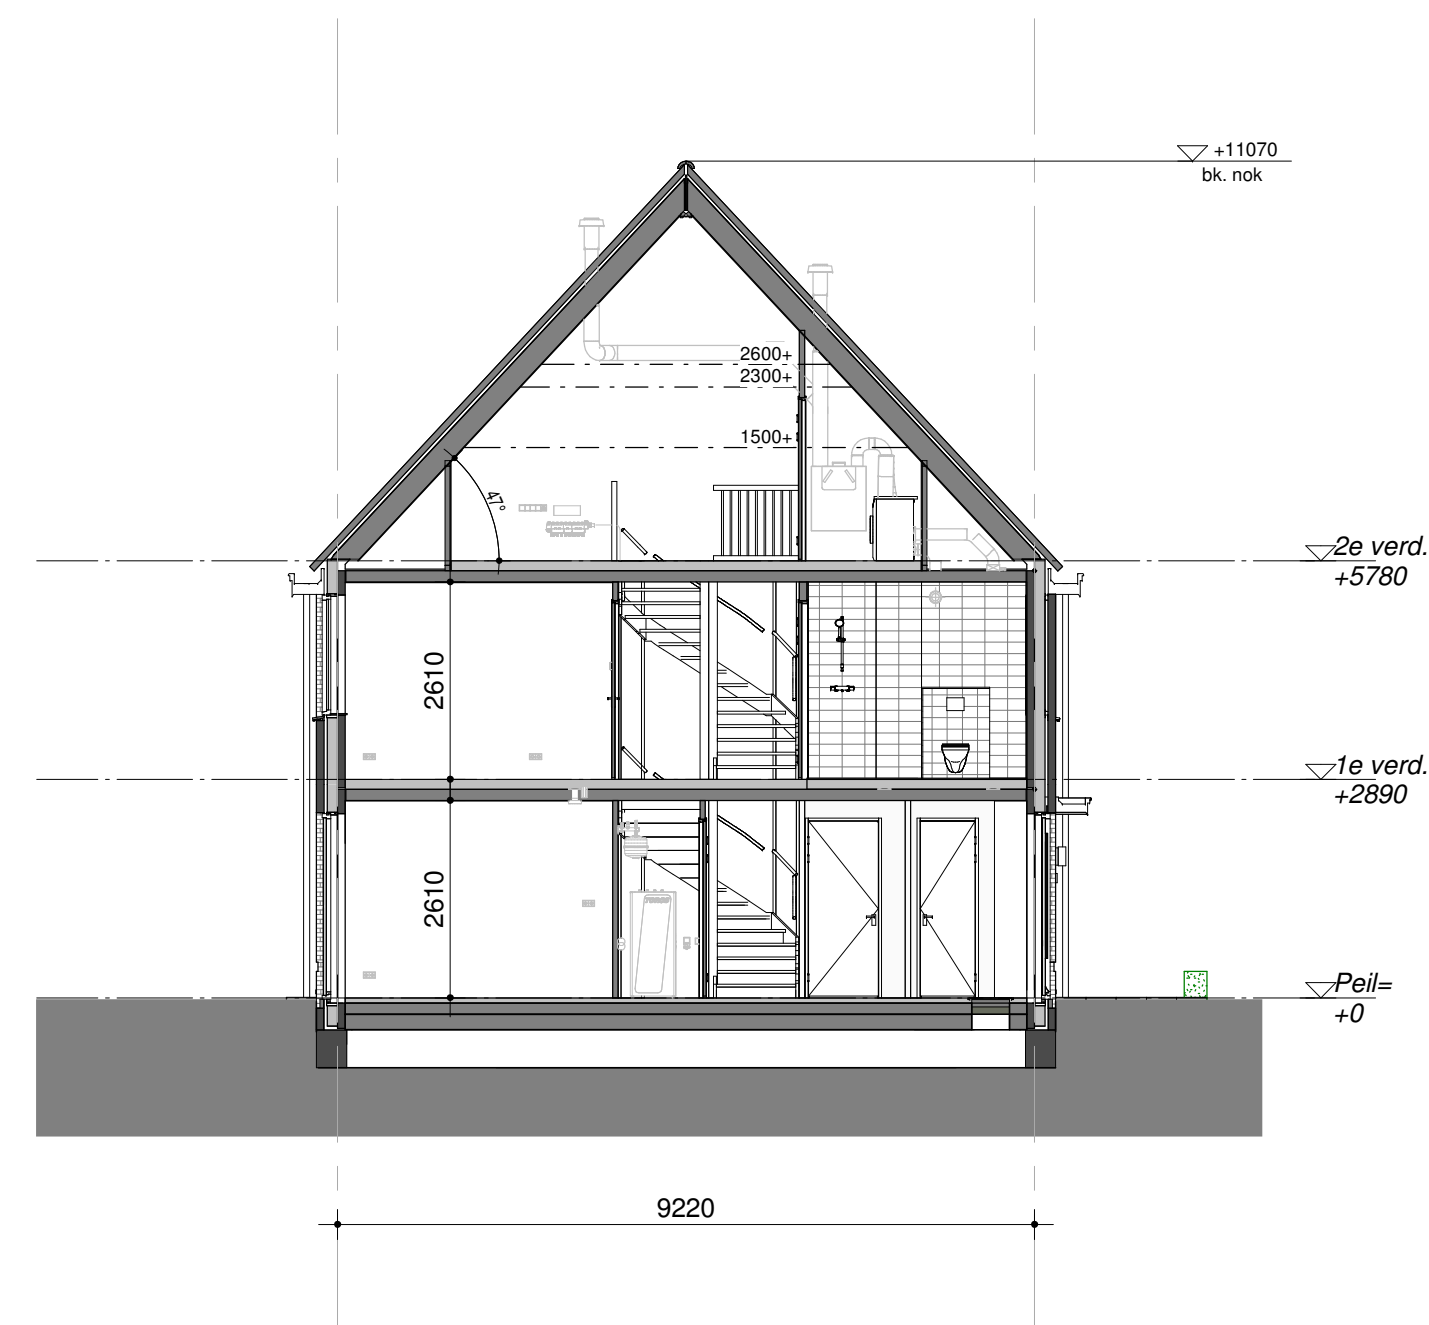 +11070
bk. nok
2600+
2300+
1500+
47°
2e verd.
+5780
2610
1e verd.
+2890
2610
Peil=
+0
9220